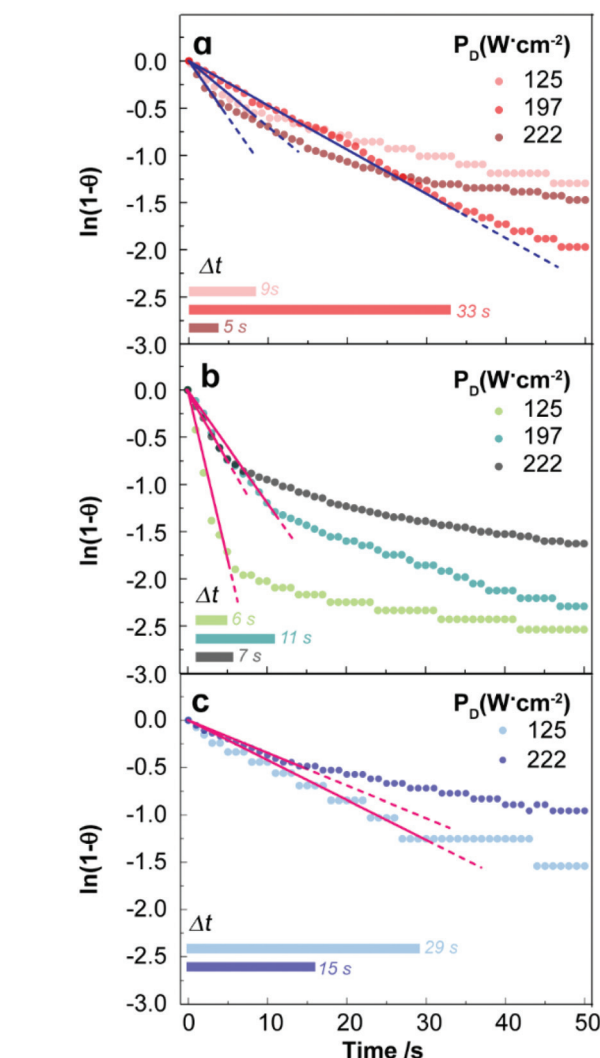 a
P_D(W·cm⁻²)
125
197
222
0.0
-0.5
-1.0
-1.5
-2.0
-2.5
-3.0
ln(1-θ)
Δt
9s
33 s
5 s
b
P_D(W·cm⁻²)
125
197
222
0.0
-0.5
-1.0
-1.5
-2.0
-2.5
-3.0
ln(1-θ)
Δt
6 s
11 s
7 s
c
P_D(W·cm⁻²)
125
222
0.0
-0.5
-1.0
-1.5
-2.0
-2.5
-3.0
ln(1-θ)
Δt
29 s
15 s
0 10 20 30 40 50
Time /s